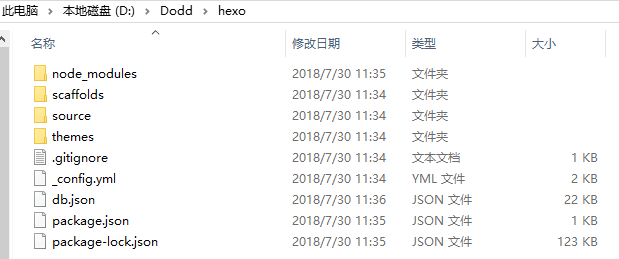 此电脑 › 本地磁盘 (D:) › Dodd › hexo
名称 修改日期 类型 大小
node_modules 2018/7/30 11:35 文件夹
scaffolds 2018/7/30 11:34 文件夹
source 2018/7/30 11:34 文件夹
themes 2018/7/30 11:34 文件夹
.gitignore 2018/7/30 11:34 文本文档 1 KB
_config.yml 2018/7/30 11:34 YML 文件 2 KB
db.json 2018/7/30 11:36 JSON 文件 22 KB
package.json 2018/7/30 11:35 JSON 文件 1 KB
package-lock.json 2018/7/30 11:35 JSON 文件 123 KB